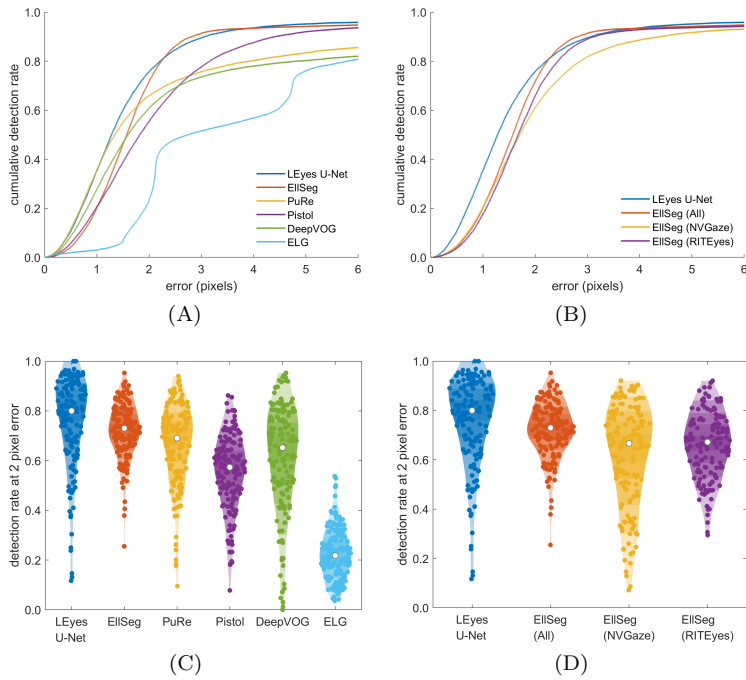 cumulative detection rate
1.0
0.8
0.6
0.4
0.2
0.0
LEyes U-Net
EllSeg
PuRe
Pistol
DeepVOG
ELG
0 1 2 3 4 5 6
error (pixels)
(A)
cumulative detection rate
1.0
0.8
0.6
0.4
0.2
0.0
LEyes U-Net
EllSeg (All)
EllSeg (NVGaze)
EllSeg (RITEyes)
0 1 2 3 4 5 6
error (pixels)
(B)
detection rate at 2 pixel error
1.0
0.8
0.6
0.4
0.2
0.0
LEyes EllSeg PuRe Pistol DeepVOG ELG
U-Net
(C)
detection rate at 2 pixel error
1.0
0.8
0.6
0.4
0.2
0.0
LEyes EllSeg EllSeg EllSeg
U-Net (All) (NVGaze) (RITEyes)
(D)